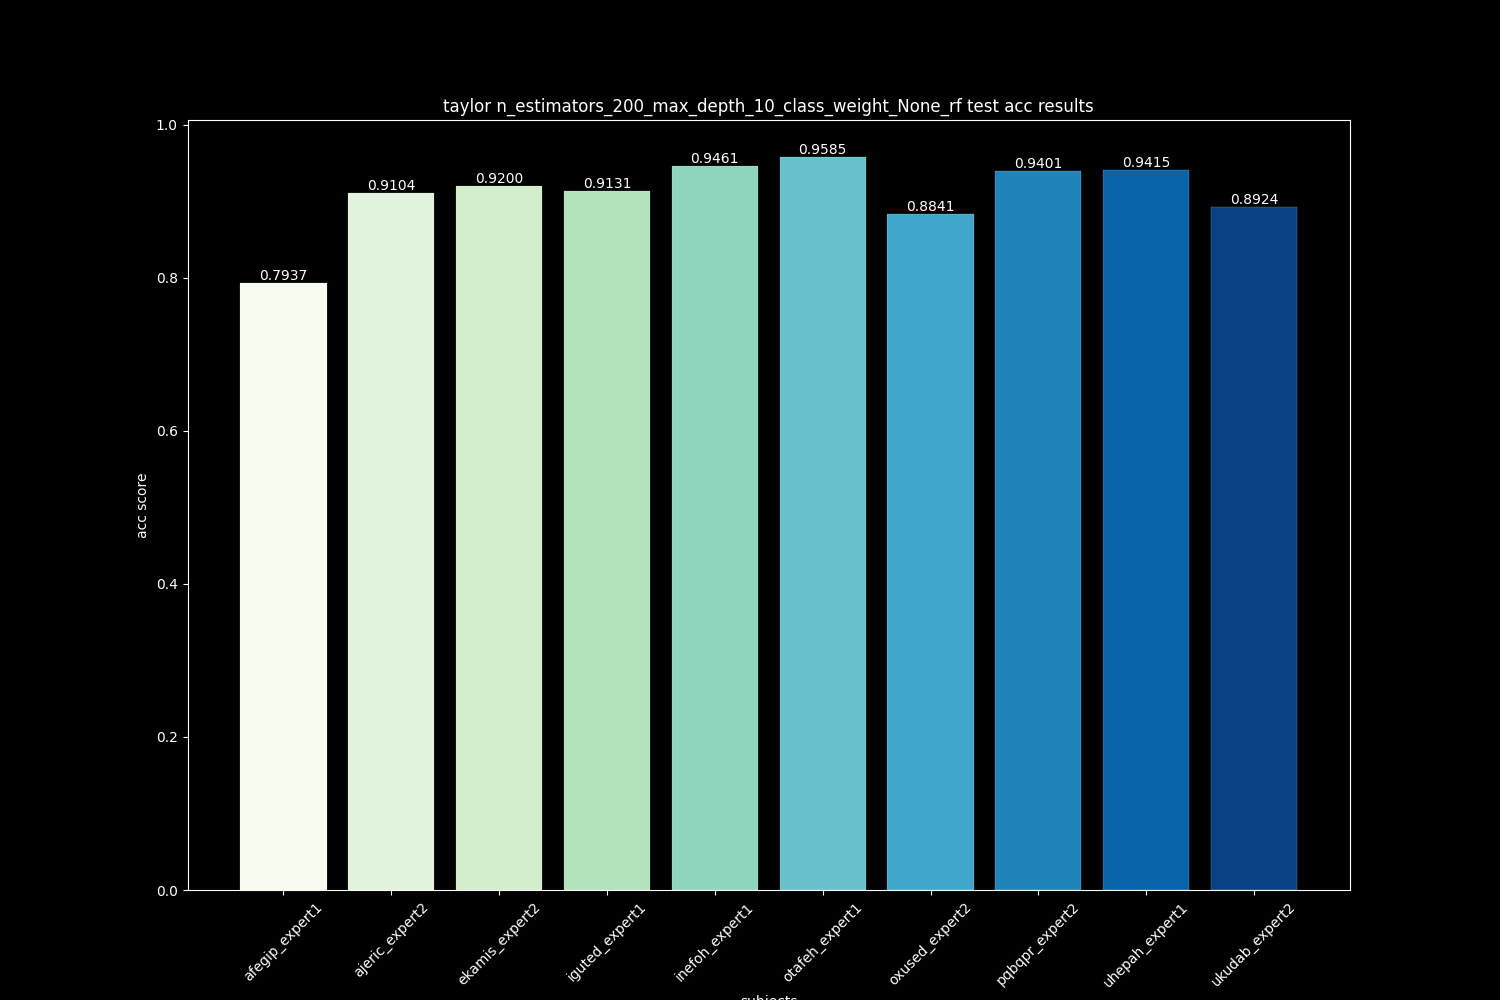 taylor n_estimators_200_max_depth_10_class_weight_None_rf test acc results
1.0
0.8
0.6
0.4
0.2
0.0
acc score
0.7937
0.9104
0.9200
0.9131
0.9461
0.9585
0.8841
0.9401
0.9415
0.8924
afegip_expert1
ajeric_expert2
ekamis_expert2
iguted_expert1
inefoh_expert1
otafeh_expert1
oxused_expert2
pqbqpr_expert2
uhepah_expert1
ukudab_expert2
subjects